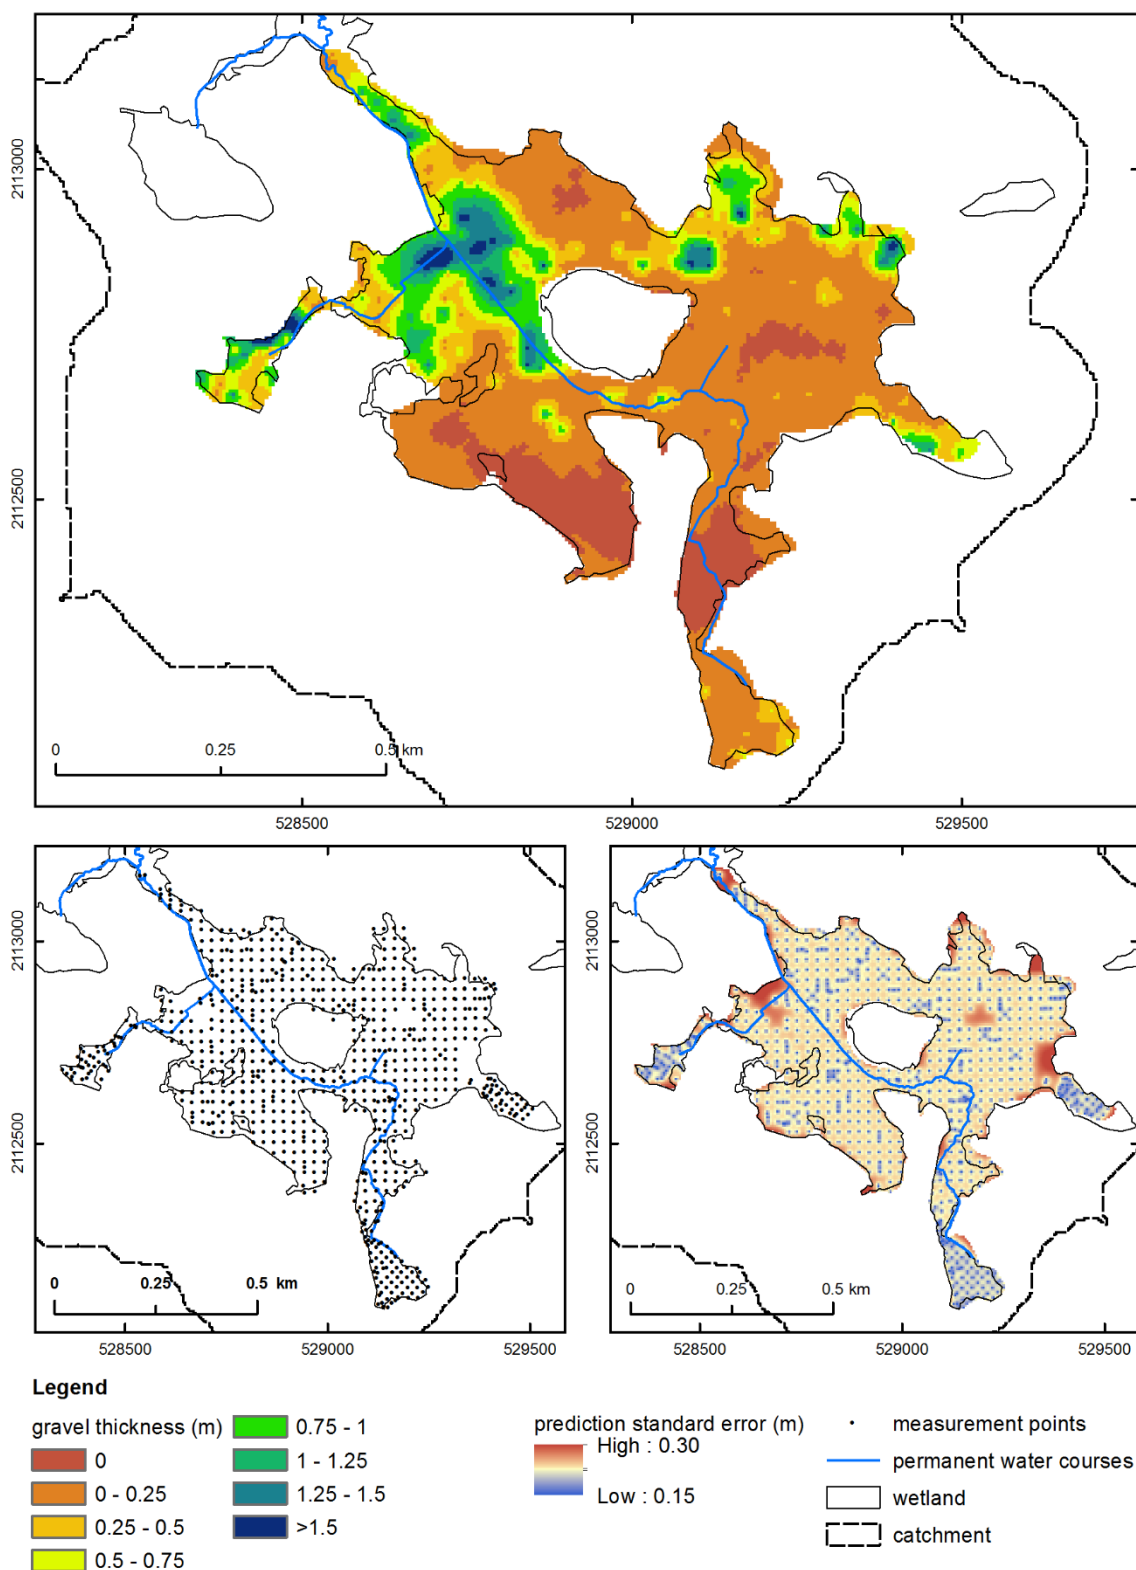 2113000
2112500
0 0.25 0.5 km
528500 529000 529500
2113000
2112500
0 0.25 0.5 km
528500 529000 529500
2113000
2112500
0 0.25 0.5 km
528500 529000 529500
Legend
gravel thickness (m)
0
0 - 0.25
0.25 - 0.5
0.5 - 0.75
0.75 - 1
1 - 1.25
1.25 - 1.5
>1.5
prediction standard error (m)
High : 0.30
Low : 0.15
measurement points
permanent water courses
wetland
catchment